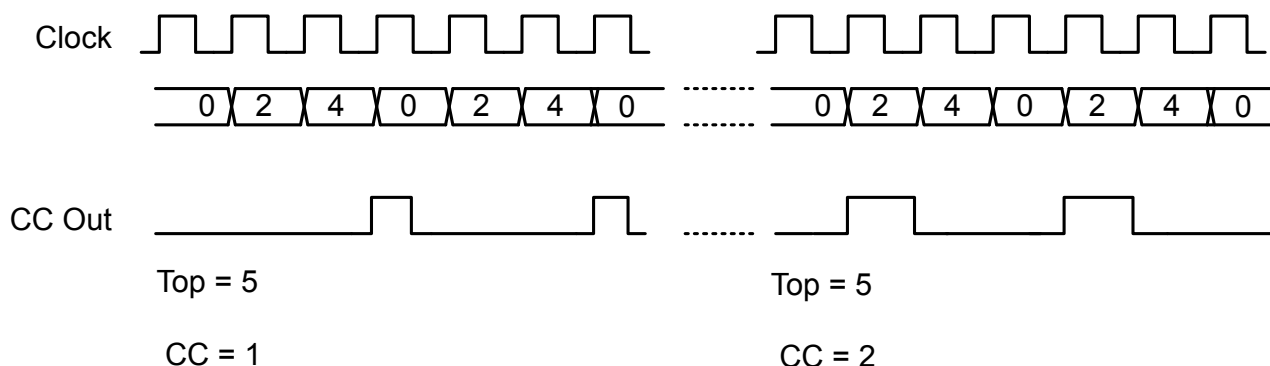 Clock
0 2 4 0 2 4 0 0 2 4 0 2 4 0
CC Out
Top = 5 Top = 5
CC = 1 CC = 2